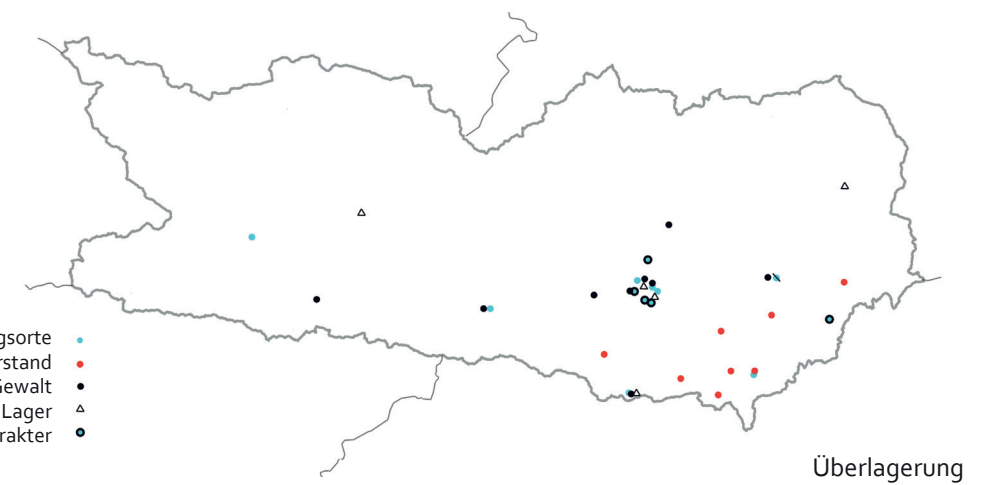 gsorte
rstand
Gewalt
Lager
rakter
Überlagerung